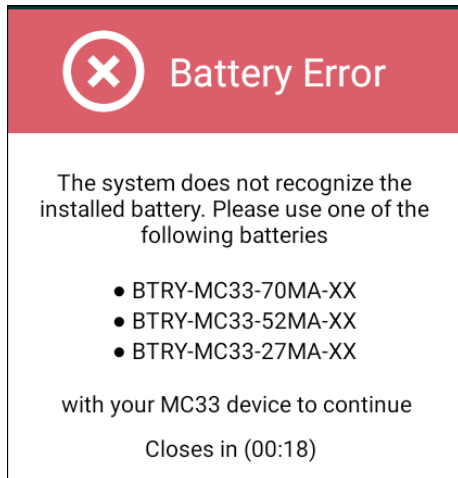 Battery Error
The system does not recognize the
installed battery. Please use one of the
following batteries
● BTRY-MC33-70MA-XX
● BTRY-MC33-52MA-XX
● BTRY-MC33-27MA-XX
with your MC33 device to continue
Closes in (00:18)